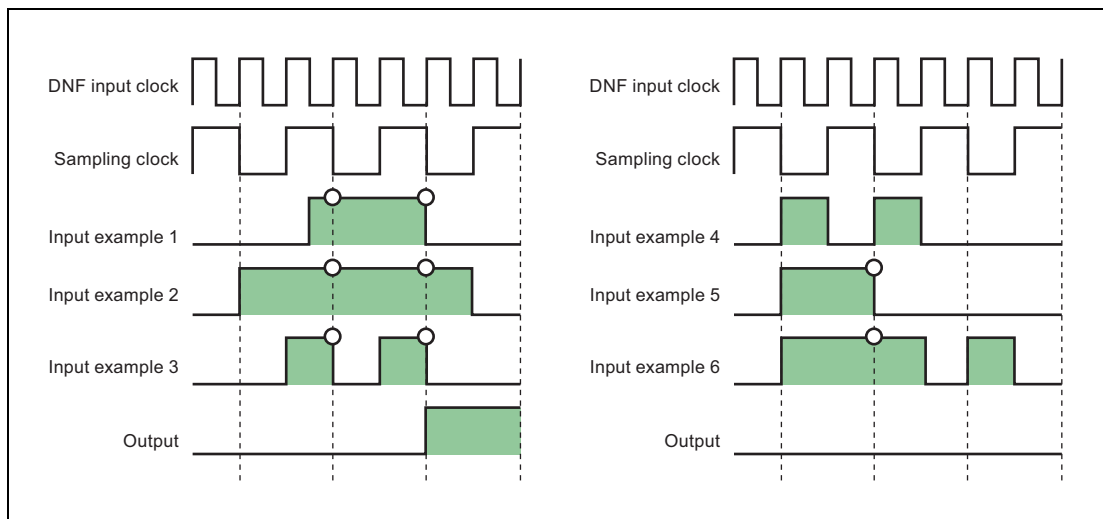 DNF input clock
Sampling clock
Input example 1
Input example 2
Input example 3
Output
DNF input clock
Sampling clock
Input example 4
Input example 5
Input example 6
Output